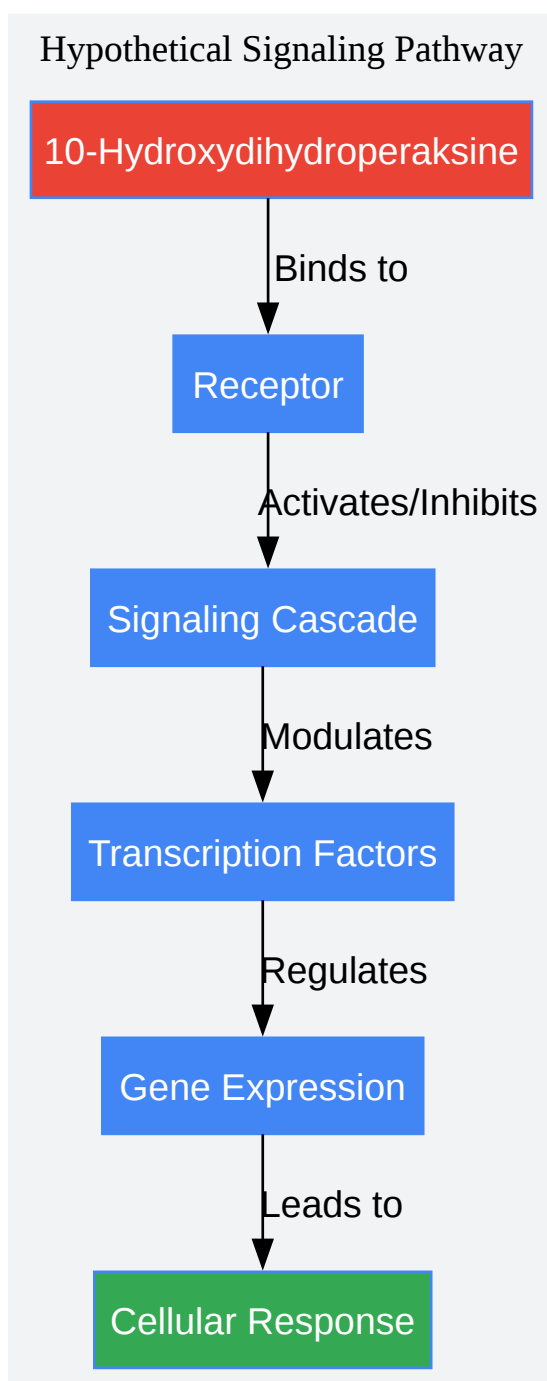 Hypothetical Signaling Pathway
10-Hydroxydihydroperaksine
Binds to
Receptor
Activates/Inhibits
Signaling Cascade
Modulates
Transcription Factors
Regulates
Gene Expression
Leads to
Cellular Response